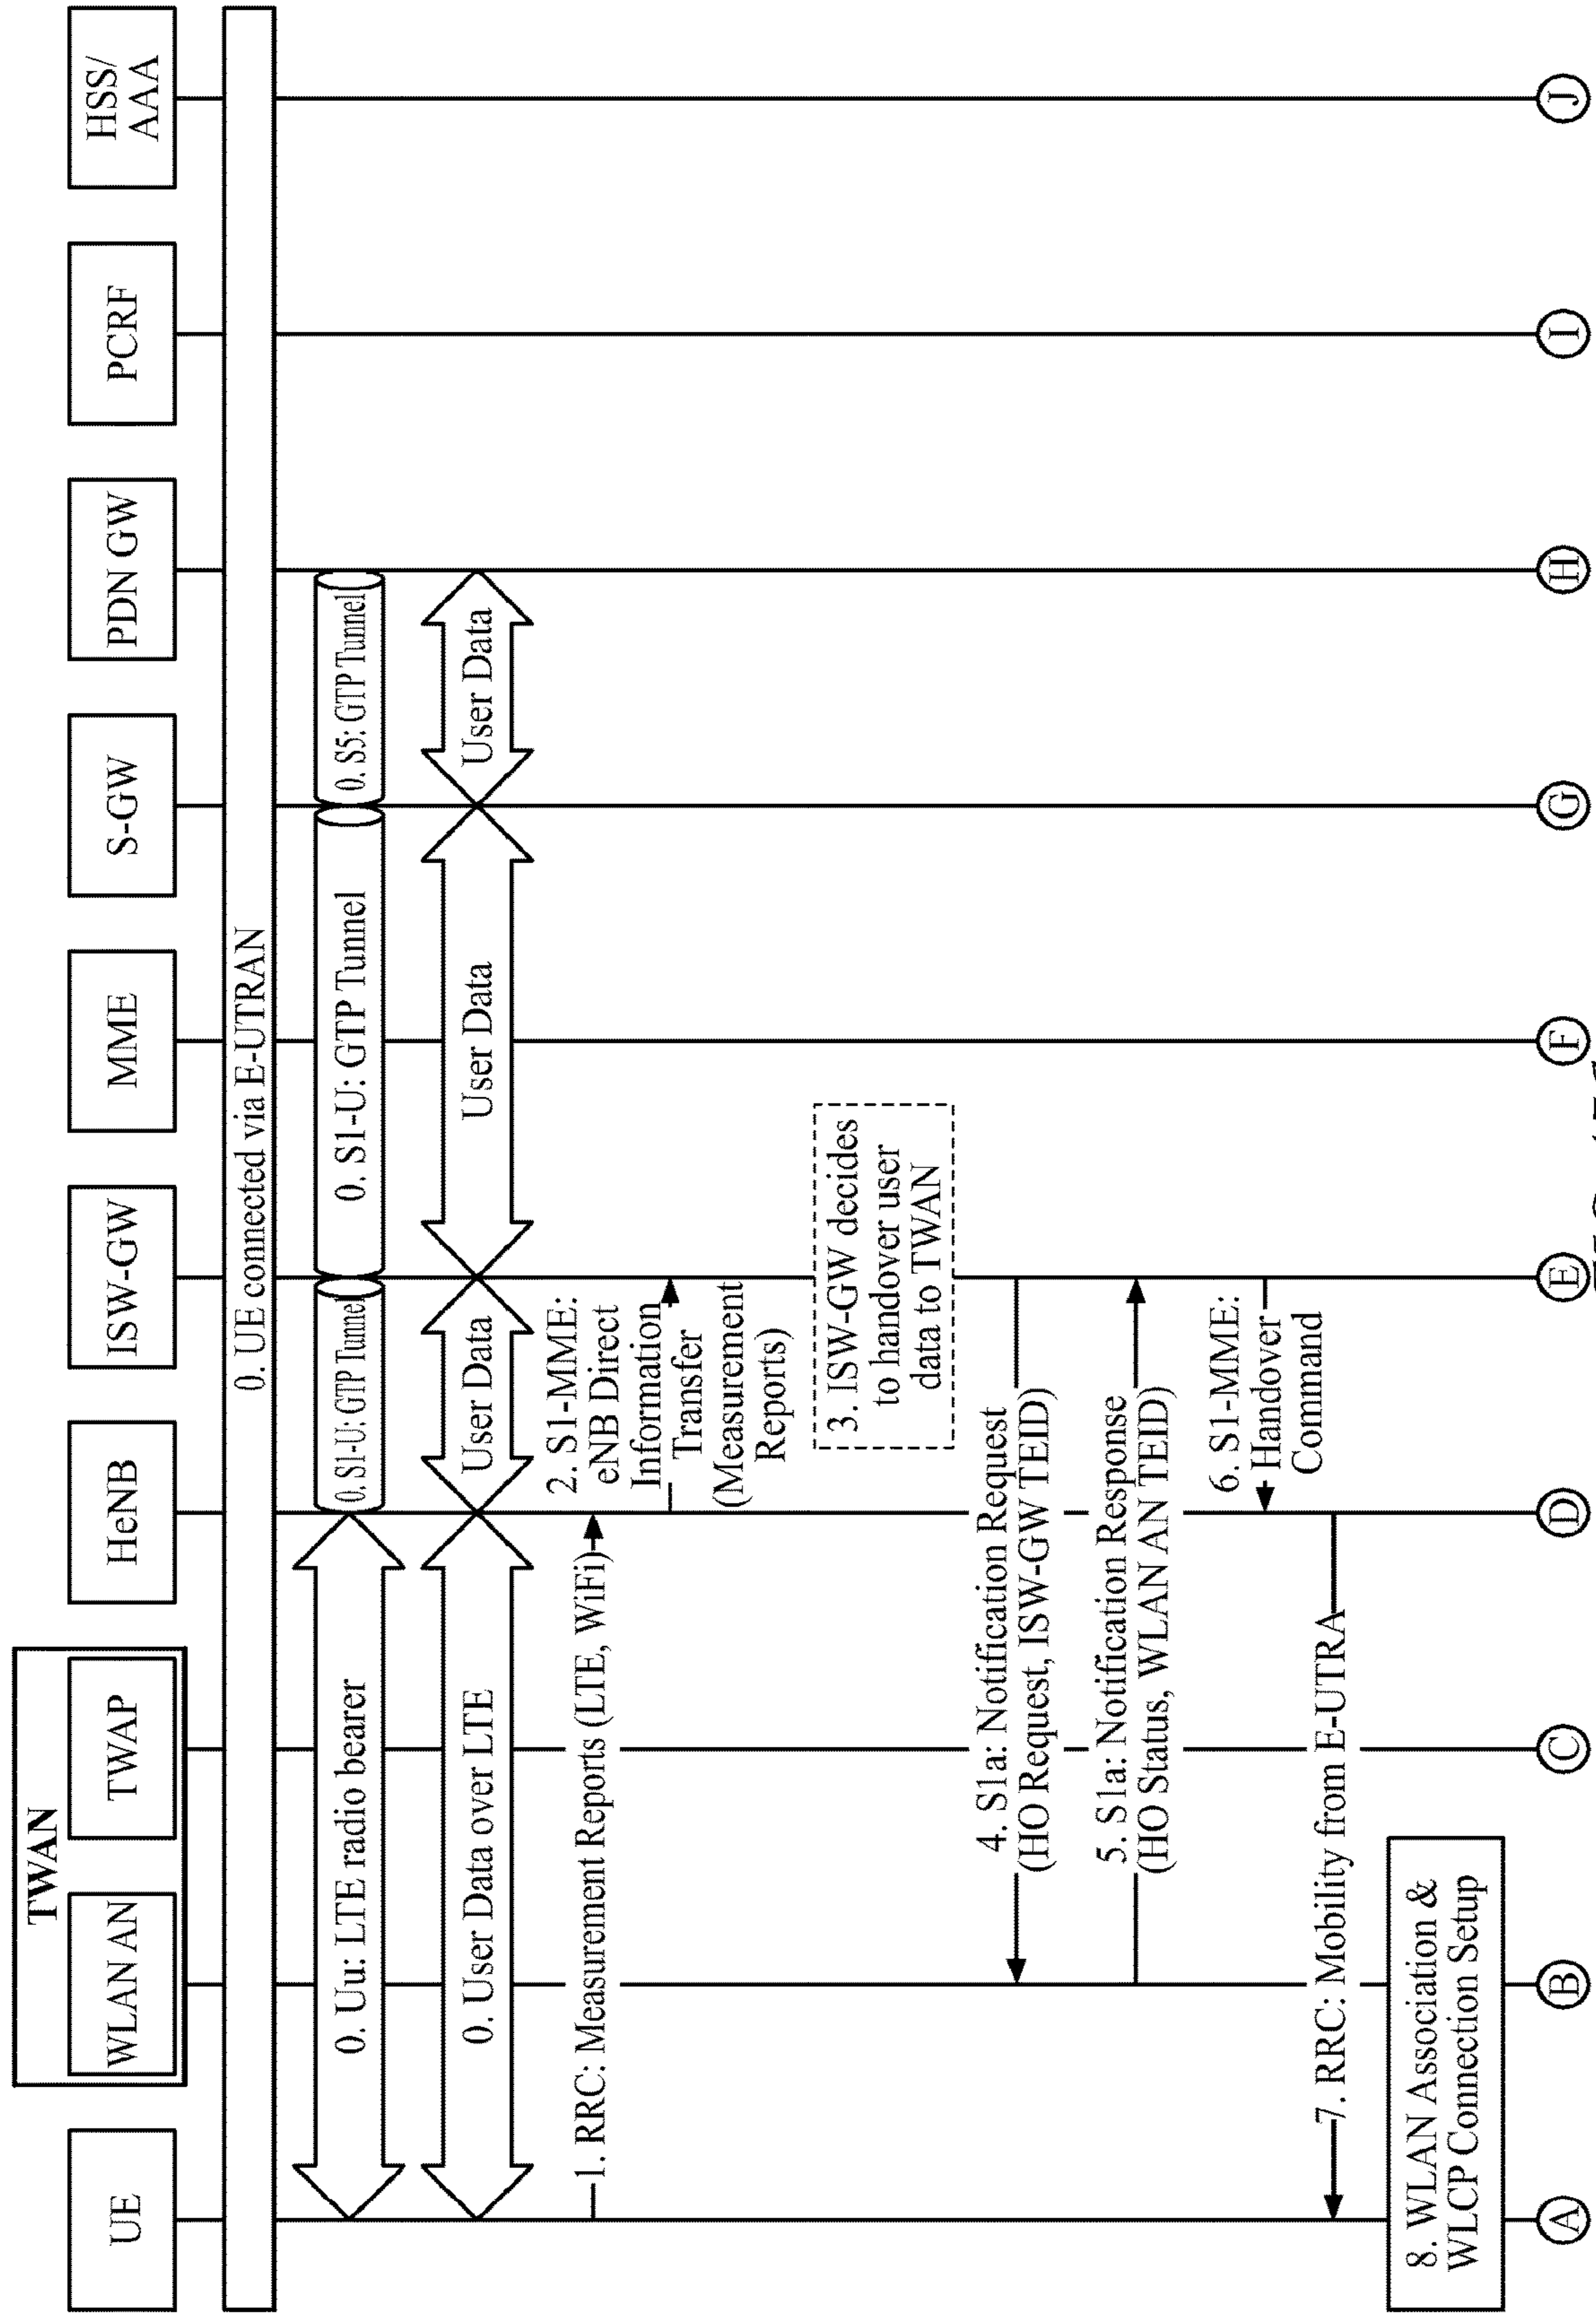 TWAN
UE
WLAN AN
TWAP
HeNB
ISW-GW
MME
S-GW
PDN GW
PCRF
HSS/
AAA
0. UE connected via E-UTRAN
0. Uu: LTE radio bearer
0. S1-U: GTP Tunnel
0. S1-U: GTP Tunnel
0. S5: GTP Tunnel
0. User Data over LTE
User Data
User Data
User Data
1. RRC: Measurement Reports (LTE, WiFi)
2. S1-MME:
eNB Direct
Information
Transfer
(Measurement
Reports)
3. ISW-GW decides
to handover user
data to TWAN
4. S1a: Notification Request
(HO Request, ISW-GW TEID)
5. S1a: Notification Response
(HO Status, WLAN AN TEID)
6. S1-MME:
Handover
Command
7. RRC: Mobility from E-UTRA
8. WLAN Association &
WLCP Connection Setup
A
B
C
D
E
F
G
H
I
J